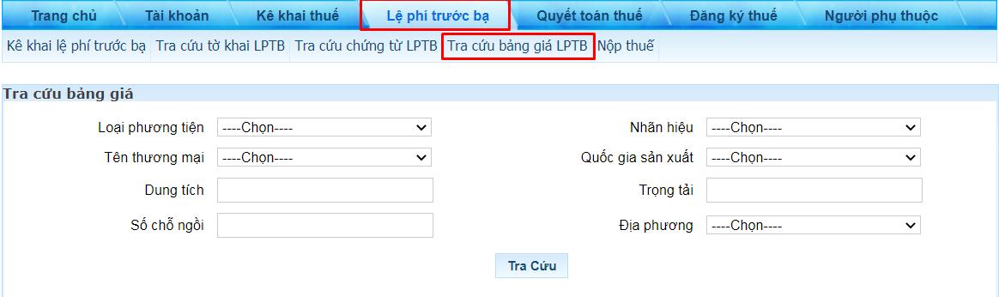 Trang chủ Tài khoản Kê khai thuế Lệ phí trước bạ Quyết toán thuế Đăng ký thuế Người phụ thuộc
Kê khai lệ phí trước bạ Tra cứu tờ khai LPTB Tra cứu chứng từ LPTB Tra cứu bảng giá LPTB Nộp thuế
Tra cứu bảng giá
Loại phương tiện ----Chọn---- Nhãn hiệu ----Chọn----
Tên thương mại ----Chọn---- Quốc gia sản xuất ----Chọn----
Dung tích Trọng tải
Số chỗ ngồi Địa phương ----Chọn----
Tra Cứu